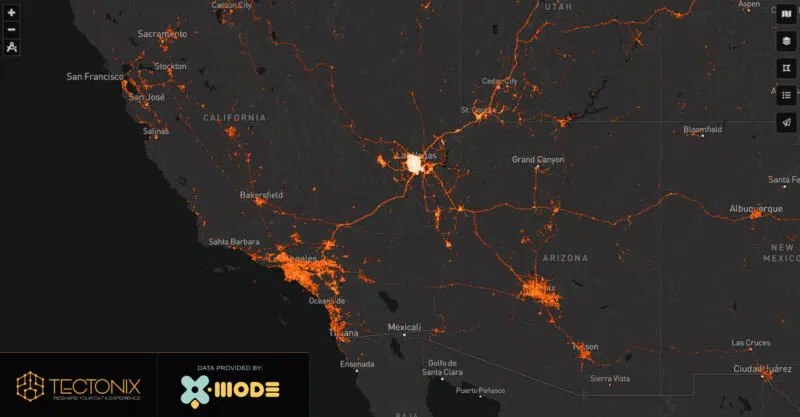 Carson City
UTAH
Aspen
Sacramento
Stockton
San Francisco
San José
Salinas
CALIFORNIA
Cedar City
St. George
Bloomfield
Las Vegas
Grand Canyon
Santa Fe
Bakersfield
Albuquerque
Santa Barbara
Los Angeles
ARIZONA
NEW
MEXICO
Phoenix
Oceanside
Tijuana
Mexicali
Ensenada
Golfo de
Santa Clara
Puerto Peñasco
Tucson
Sierra Vista
Las Cruces
Ciudad Juárez
BAJA
TECTONIX
RESHAPE YOUR DATA EXPERIENCE
DATA PROVIDED BY:
X-MODE